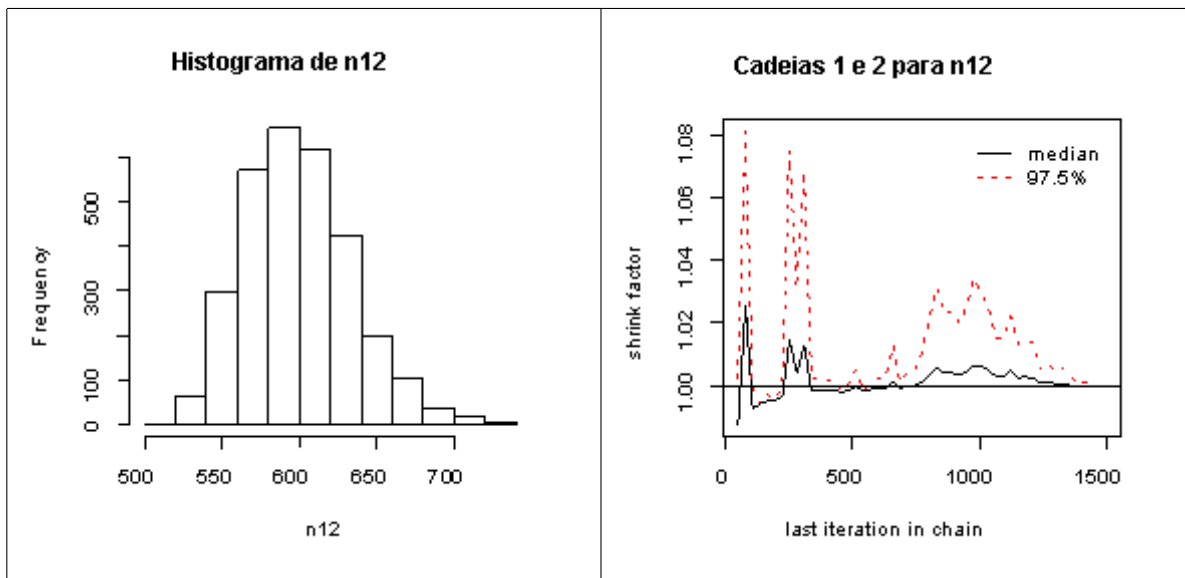 Histograma de n12
Frequency
500
300
100
0
500 550 600 650 700
n12
Cadeias 1 e 2 para n12
median
97.5%
shrink factor
1.08
1.06
1.04
1.02
1.00
0 500 1000 1500
last iteration in chain